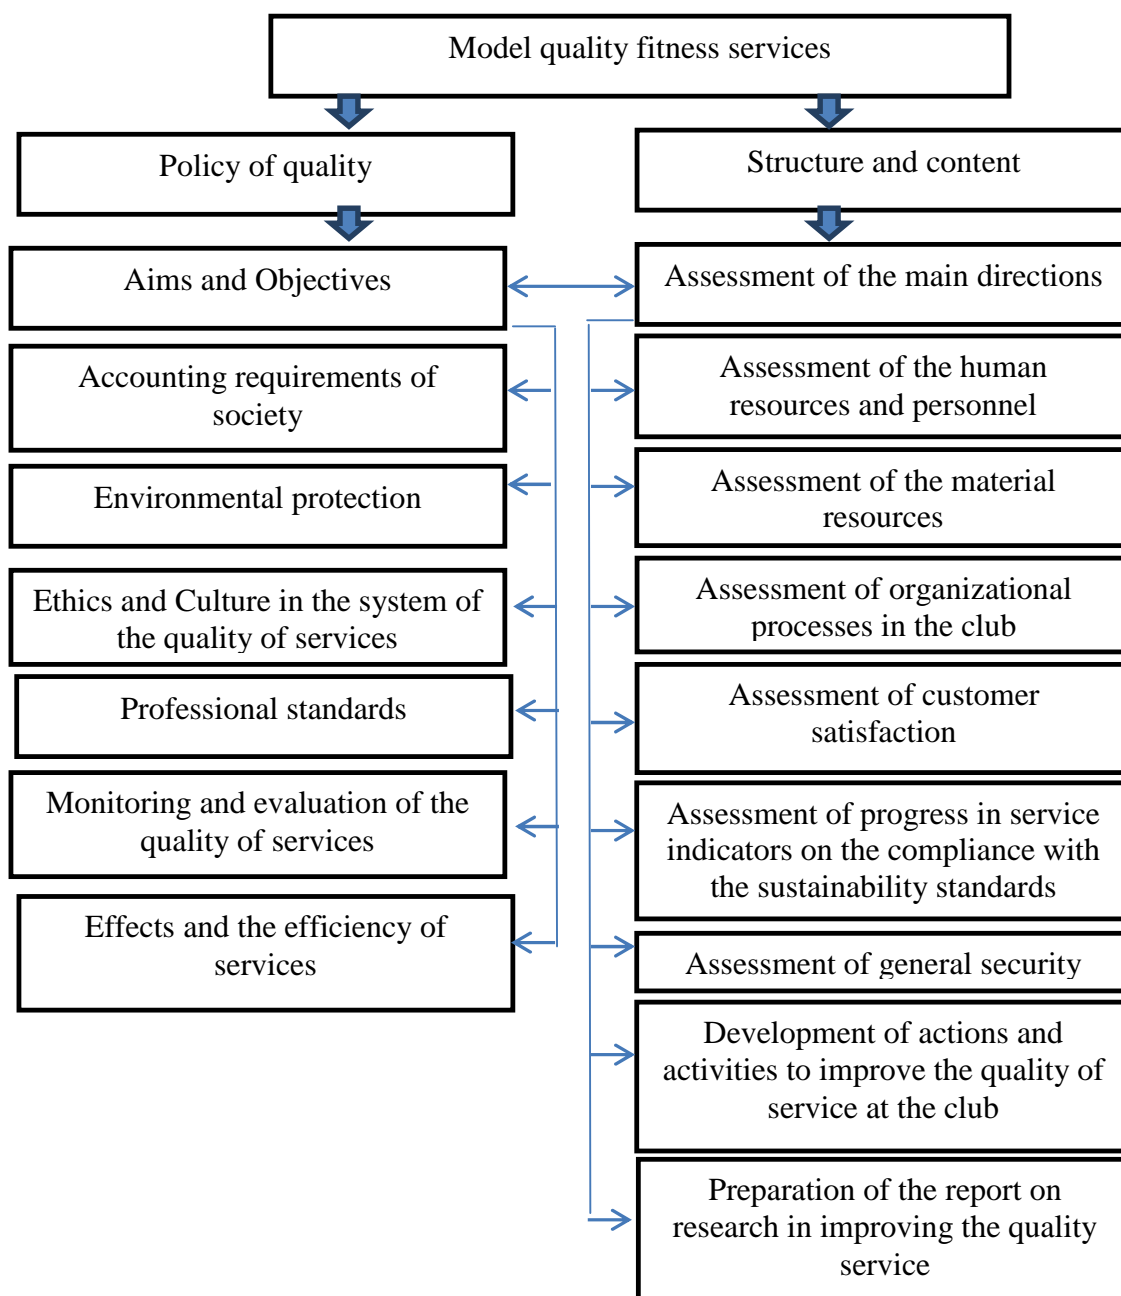 Model quality fitness services
Policy of quality
Structure and content
Aims and Objectives
Assessment of the main directions
Accounting requirements of
society
Assessment of the human
resources and personnel
Environmental protection
Assessment of the material
resources
Ethics and Culture in the system of
the quality of services
Assessment of organizational
processes in the club
Professional standards
Assessment of customer
satisfaction
Monitoring and evaluation of the
quality of services
Assessment of progress in service
indicators on the compliance with
the sustainability standards
Effects and the efficiency of
services
Assessment of general security
Development of actions and
activities to improve the quality of
service at the club
Preparation of the report on
research in improving the quality
service